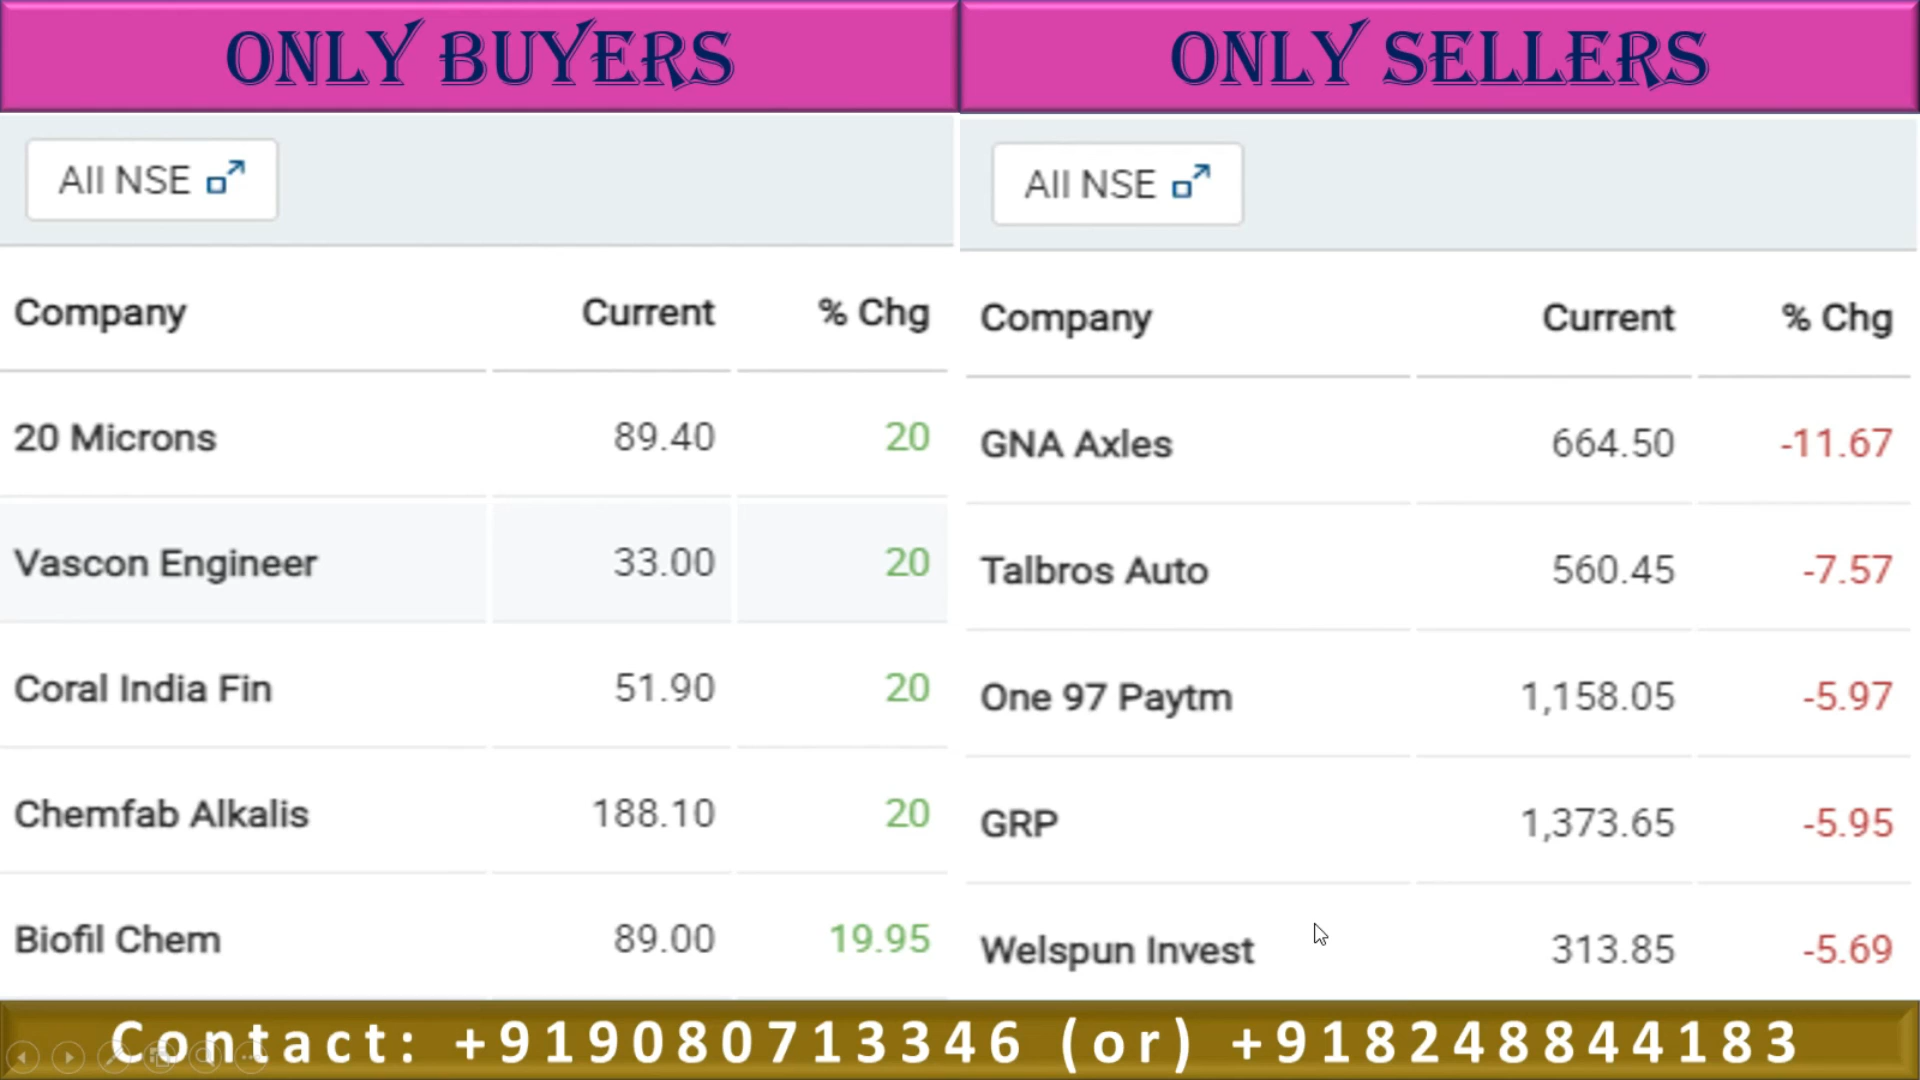 ONLY BUYERS
ONLY SELLERS
All NSE
Company Current % Chg
20 Microns 89.40 20
Vascon Engineer 33.00 20
Coral India Fin 51.90 20
Chemfab Alkalis 188.10 20
Biofil Chem 89.00 19.95
All NSE
Company Current % Chg
GNA Axles 664.50 -11.67
Talbros Auto 560.45 -7.57
One 97 Paytm 1,158.05 -5.97
GRP 1,373.65 -5.95
Welspun Invest 313.85 -5.69
Contact: +919080713346 (or) +918248844183